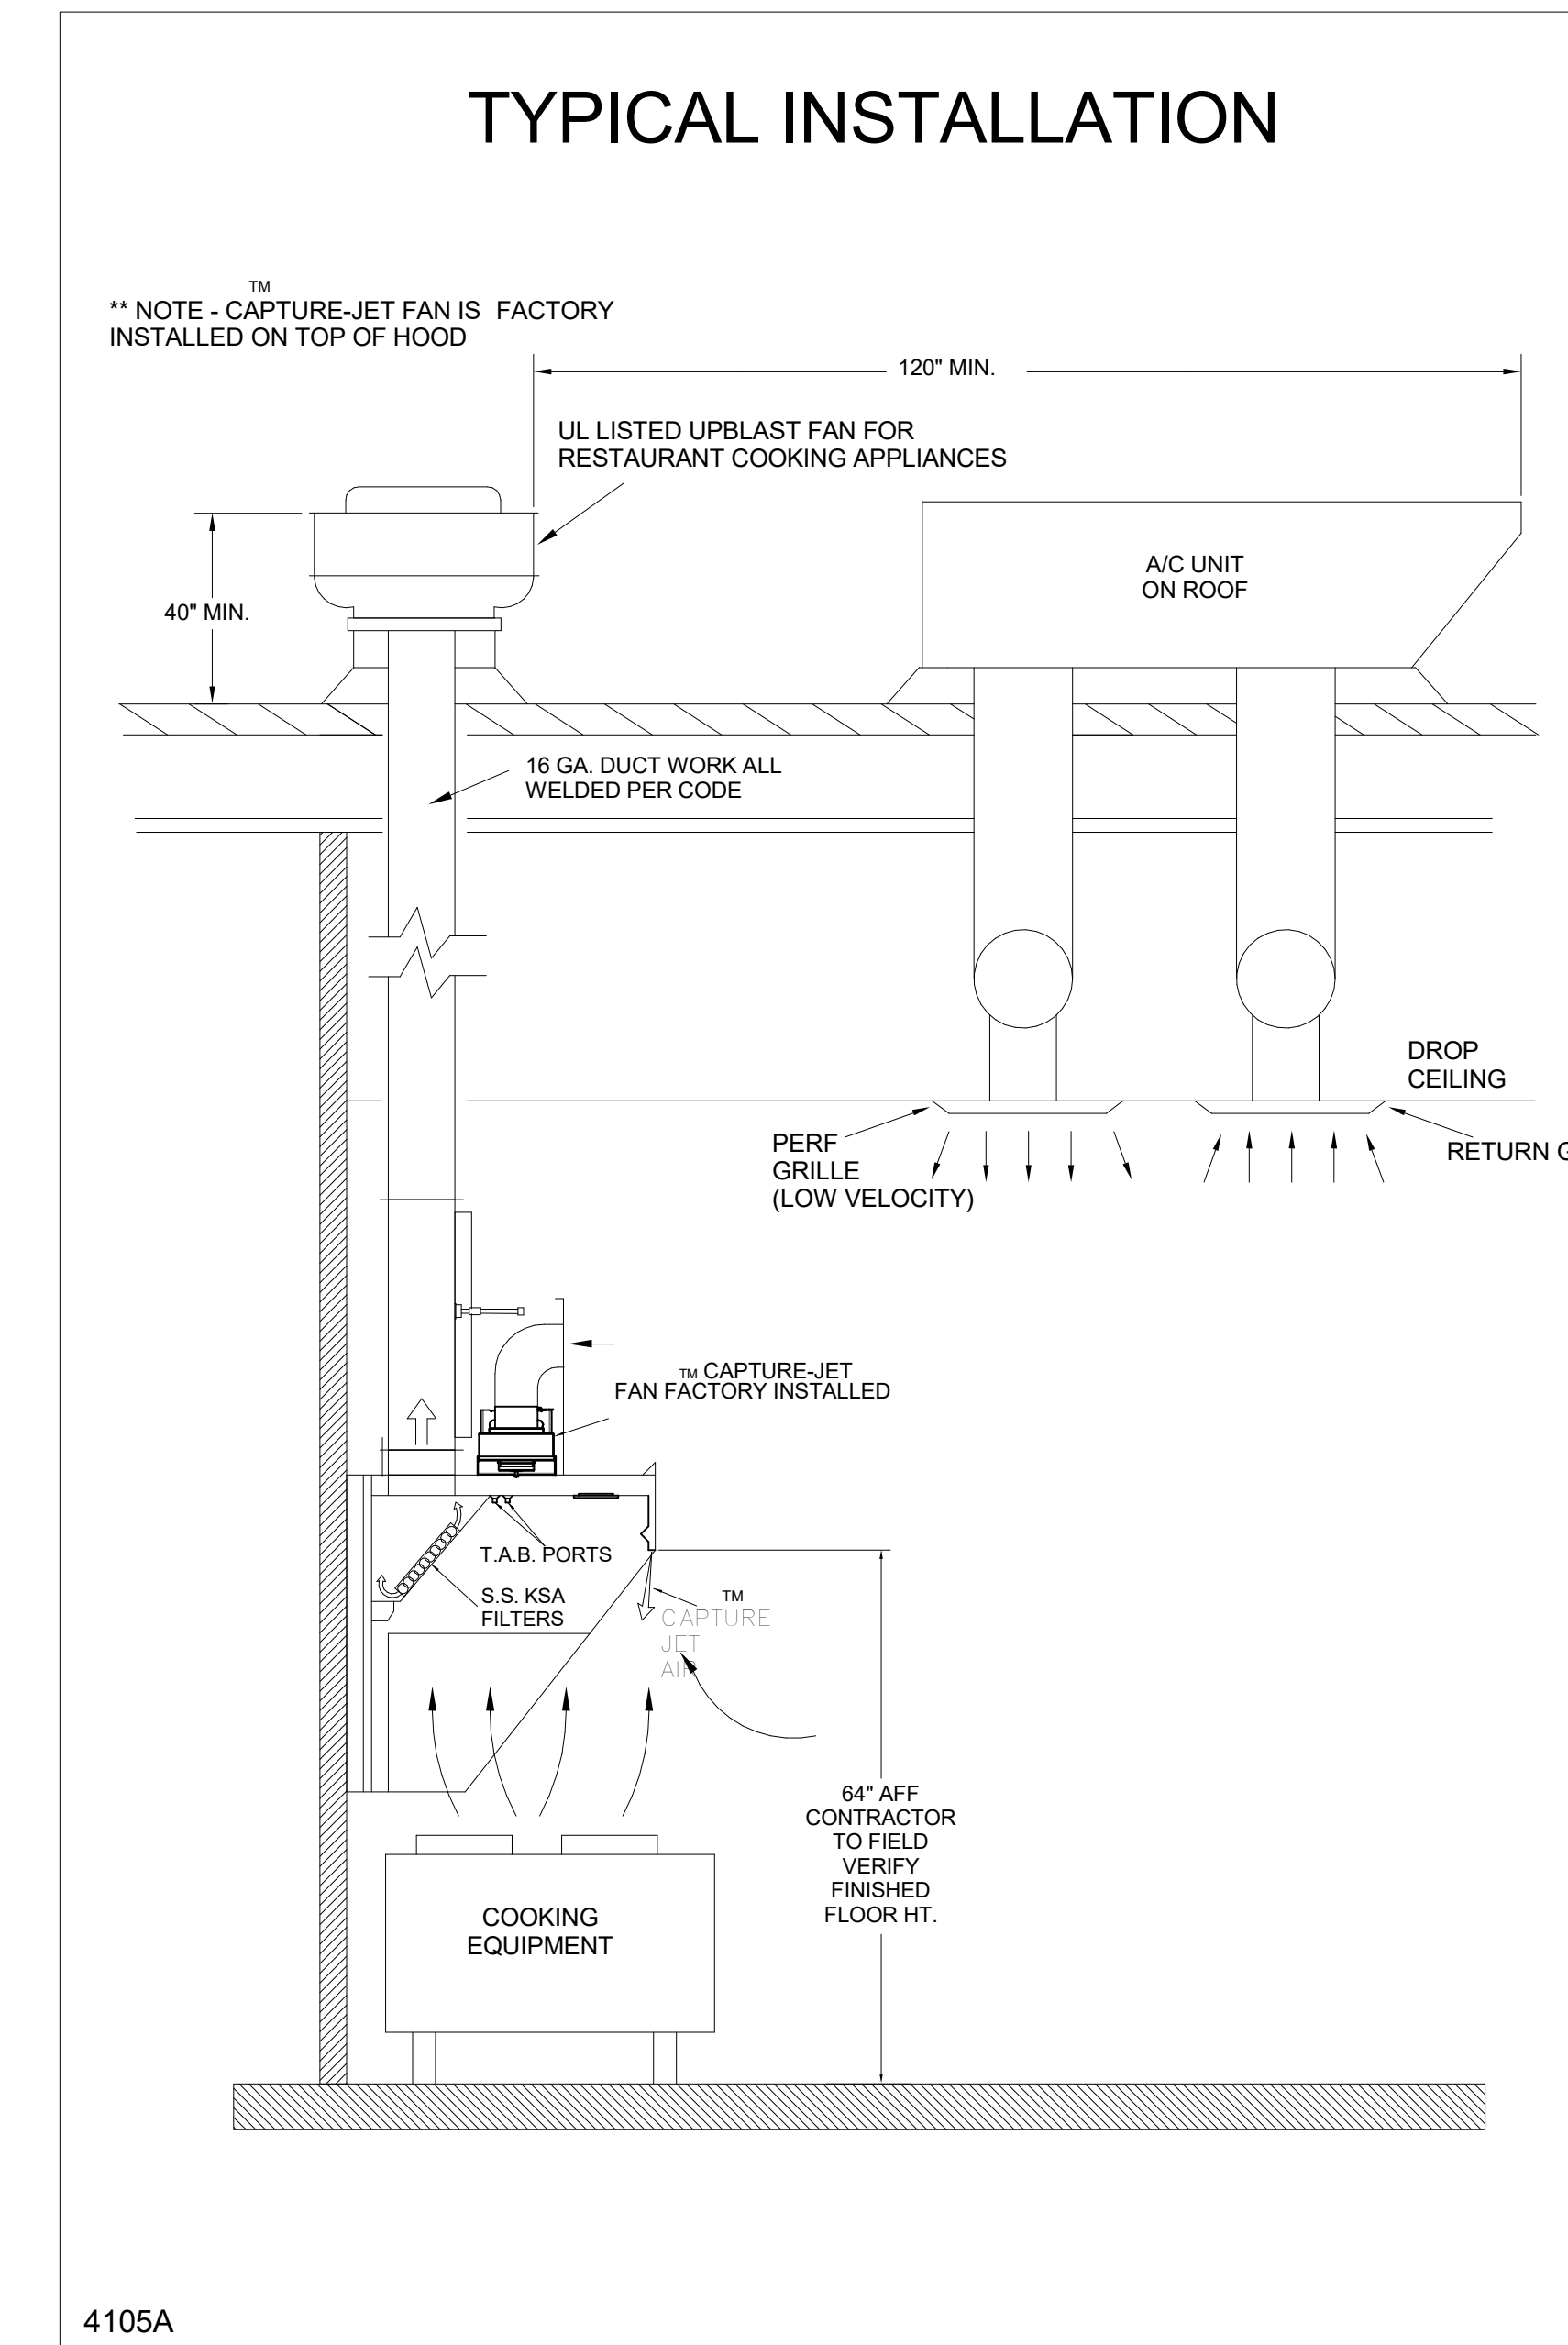 TYPICAL INSTALLATION
TM
** NOTE - CAPTURE-JET FAN IS FACTORY
INSTALLED ON TOP OF HOOD
120" MIN.
UL LISTED UPBLAST FAN FOR
RESTAURANT COOKING APPLIANCES
A/C UNIT
ON ROOF
40" MIN.
16 GA. DUCT WORK ALL
WELDED PER CODE
DROP
CEILING
PERF
GRILLE
(LOW VELOCITY)
RETURN
TM CAPTURE-JET
FAN FACTORY INSTALLED
T.A.B. PORTS
S.S. KSA
FILTERS
TM
CAPTURE
JET
AIR
64" AFF
CONTRACTOR
TO FIELD
VERIFY
FINISHED
FLOOR HT.
COOKING
EQUIPMENT
4105A